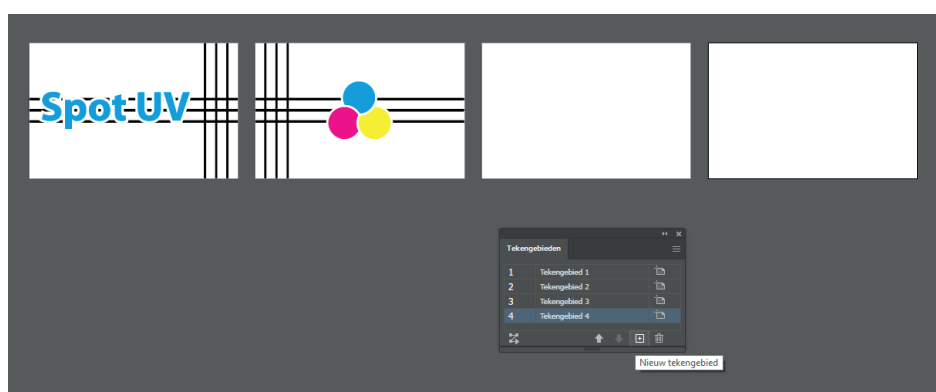 Spot UV
Tekengebieden
1 Tekengebied 1
2 Tekengebied 2
3 Tekengebied 3
4 Tekengebied 4
Nieuw tekengebied